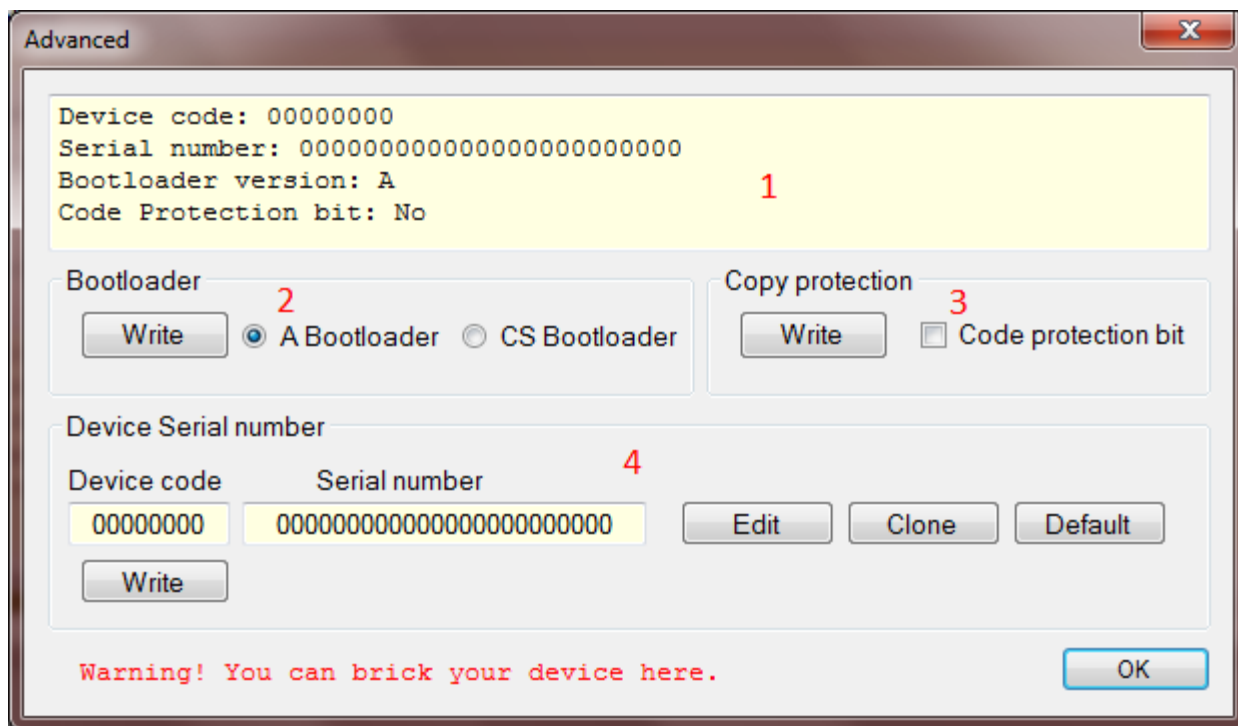 Advanced
X
Device code: 00000000
Serial number: 000000000000000000000000
Bootloader version: A
1
Code Protection bit: No
Bootloader
2
Write
A Bootloader
CS Bootloader
Copy protection
3
Write
Code protection bit
Device Serial number
4
Device code
Serial number
00000000
000000000000000000000000
Edit
Clone
Default
Write
Warning! You can brick your device here.
OK